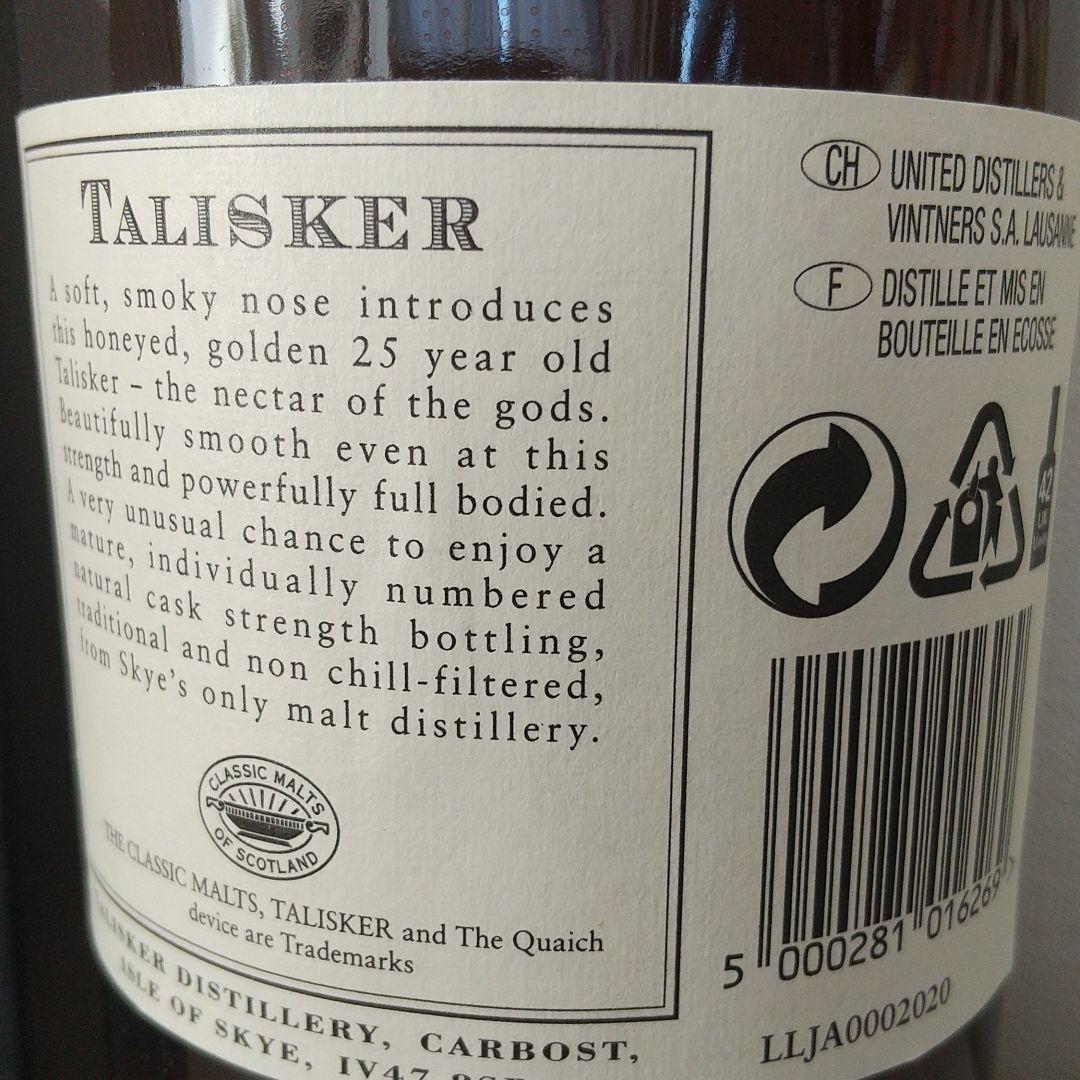 TALISKER
A soft, smoky nose introduces
this honeyed, golden 25 year old
Talisker – the nectar of the gods.
Beautifully smooth even at this
strength and powerfully full bodied.
A very unusual chance to enjoy a
mature, individually numbered
natural cask strength bottling,
traditional and non chill-filtered,
from Skye's only malt distillery.
CLASSIC MALTS
OF SCOTLAND
THE CLASSIC MALTS, TALISKER and The Quaich
device are Trademarks
TALISKER DISTILLERY, CARBOST,
ISLE OF SKYE, IV47
CH UNITED DISTILLERS &
VINTNERS S.A. LAUSANNE
F DISTILLE ET MIS EN
BOUTEILLE EN ECOSSE
42
UK
5 000281 016269
LLJA0002020